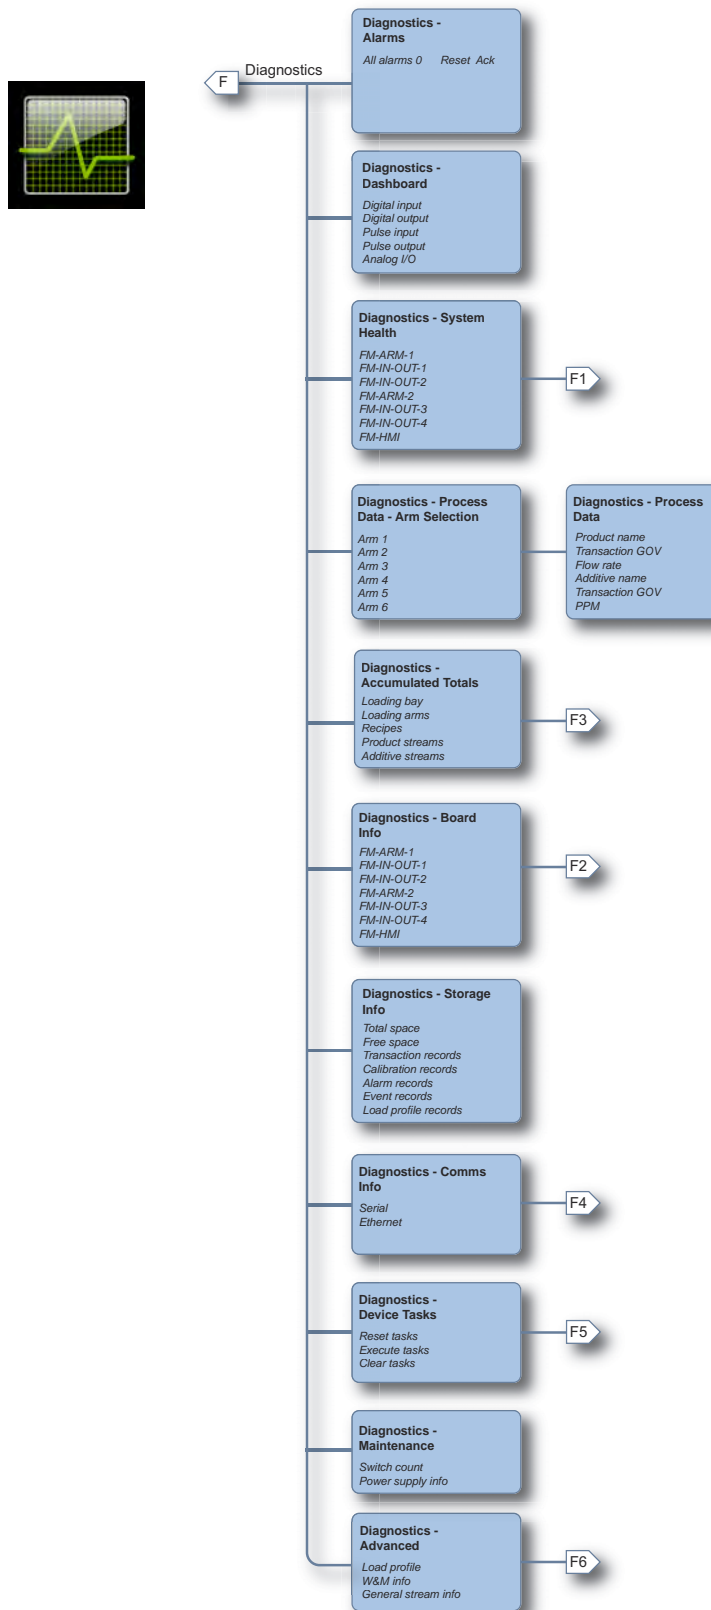 F
Diagnostics
Diagnostics -
Alarms
All alarms 0 Reset Ack
Diagnostics -
Dashboard
Digital input
Digital output
Pulse input
Pulse output
Analog I/O
Diagnostics - System
Health
FM-ARM-1
FM-IN-OUT-1
FM-IN-OUT-2
FM-ARM-2
FM-IN-OUT-3
FM-IN-OUT-4
FM-HMI
F1
Diagnostics - Process
Data - Arm Selection
Arm 1
Arm 2
Arm 3
Arm 4
Arm 5
Arm 6
Diagnostics - Process
Data
Product name
Transaction GOV
Flow rate
Additive name
Transaction GOV
PPM
Diagnostics -
Accumulated Totals
Loading bay
Loading arms
Recipes
Product streams
Additive streams
F3
Diagnostics - Board
Info
FM-ARM-1
FM-IN-OUT-1
FM-IN-OUT-2
FM-ARM-2
FM-IN-OUT-3
FM-IN-OUT-4
FM-HMI
F2
Diagnostics - Storage
Info
Total space
Free space
Transaction records
Calibration records
Alarm records
Event records
Load profile records
Diagnostics - Comms
Info
Serial
Ethernet
F4
Diagnostics -
Device Tasks
Reset tasks
Execute tasks
Clear tasks
F5
Diagnostics -
Maintenance
Switch count
Power supply info
Diagnostics -
Advanced
Load profile
W&M info
General stream info
F6